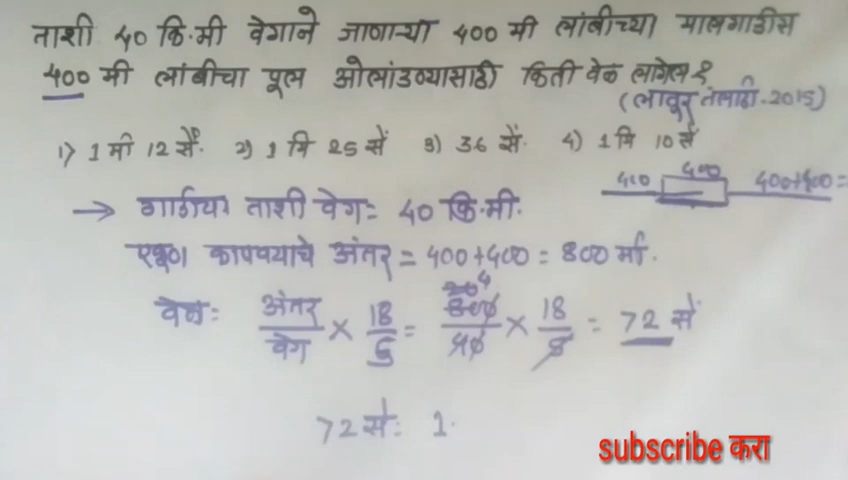 ताशी 40 कि.मी वेगाने जाणाऱ्या 400 मी लांबीच्या मालगाडीस
400 मी लांबीचा पूल ओलांडण्यासाठी किती वेळ लागेल ?
(लातूर तलाठी-2015)
1) 1 मी 12 सें. 2) 1 मि 25 सें 3) 36 सें. 4) 1 मि 10 सें
400 400 400+400=
→ गाडीचा ताशी वेग = 40 कि.मी.
एकूण कापवयाचे अंतर = 400+400 = 800 मी.
वेळ = अंतर/वेग × 18/5 = 800/40 × 18/5 = 72 सें
72 सें = 1.
subscribe करा